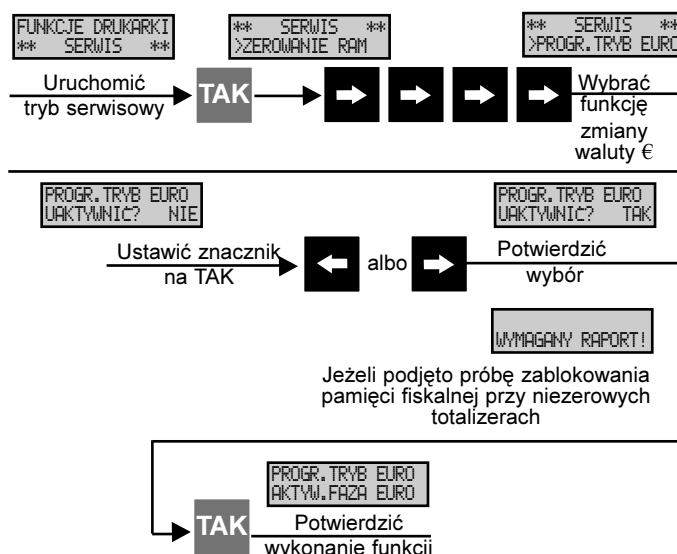 FUNKCJE DRUKARKI
** SERWIS **
** SERWIS **
>ZEROWANIE RAM
** SERWIS **
>PROGR.TRYB EURO
Uruchomić
tryb serwisowy
TAK
Wybrać
funkcję
zmiany
waluty €
PROGR.TRYB EURO
UAKTYWNIĆ? NIE
PROGR.TRYB EURO
UAKTYWNIĆ? TAK
Ustawić znacznik
na TAK
albo
Potwierdzić
wybór
WYMAGANY RAPORT!
Jeżeli podjęto próbę zablokowania
pamięci fiskalnej przy niezerowych
totalizerach
PROGR.TRYB EURO
AKTYW.FAZA EURO
TAK
Potwierdzić
wykonanie funkcji